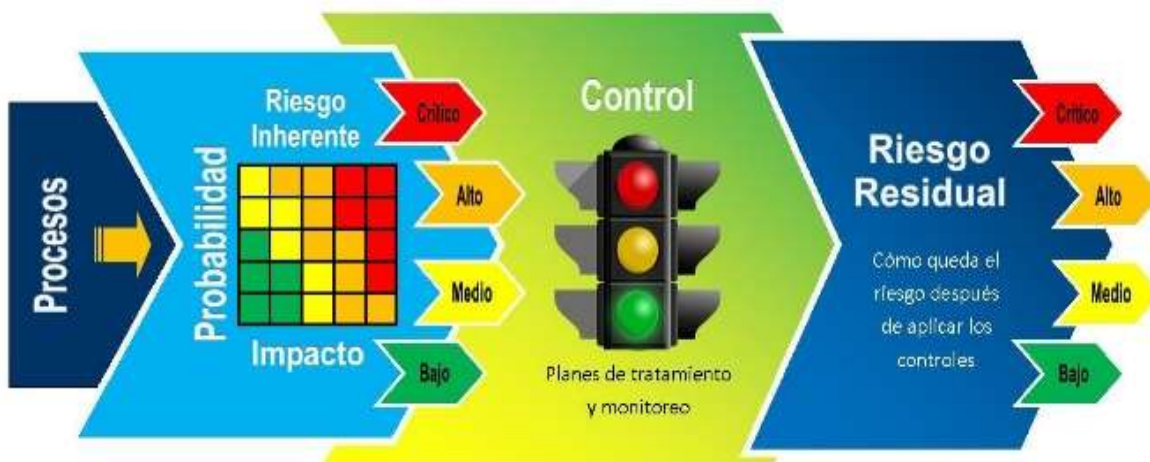 Procesos
Riesgo
Inherente
Probabilidad
Impacto
Crítico
Alto
Medio
Bajo
Control
Planes de tratamiento
y monitoreo
Riesgo
Residual
Cómo queda el
riesgo después
de aplicar los
controles
Crítico
Alto
Medio
Bajo